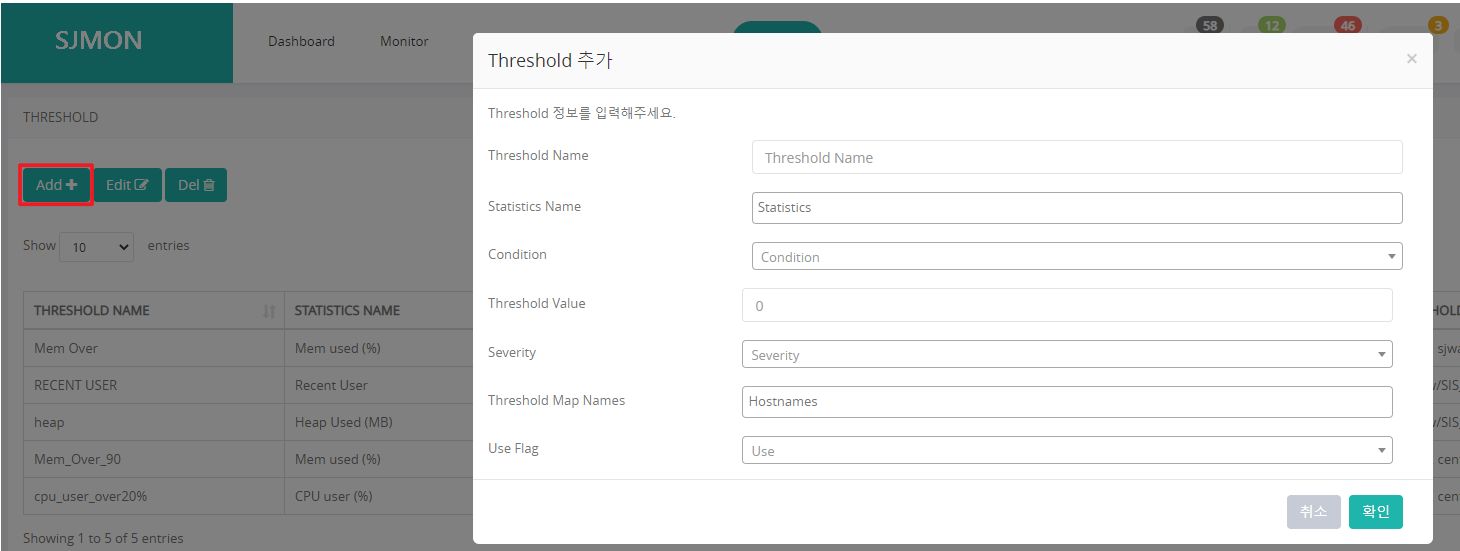 SJMON
Dashboard Monitor
58 12 46 3
THRESHOLD
Add Edit Del
Show 10 entries
THRESHOLD NAME STATISTICS NAME
Mem Over Mem used (%)
RECENT USER Recent User
heap Heap Used (MB)
Mem_Over_90 Mem used (%)
cpu_user_over20% CPU user (%)
Showing 1 to 5 of 5 entries
Threshold 추가 ×
Threshold 정보를 입력해주세요.
Threshold Name Threshold Name
Statistics Name Statistics
Condition Condition
Threshold Value 0
Severity Severity
Threshold Map Names Hostnames
Use Flag Use
취소 확인